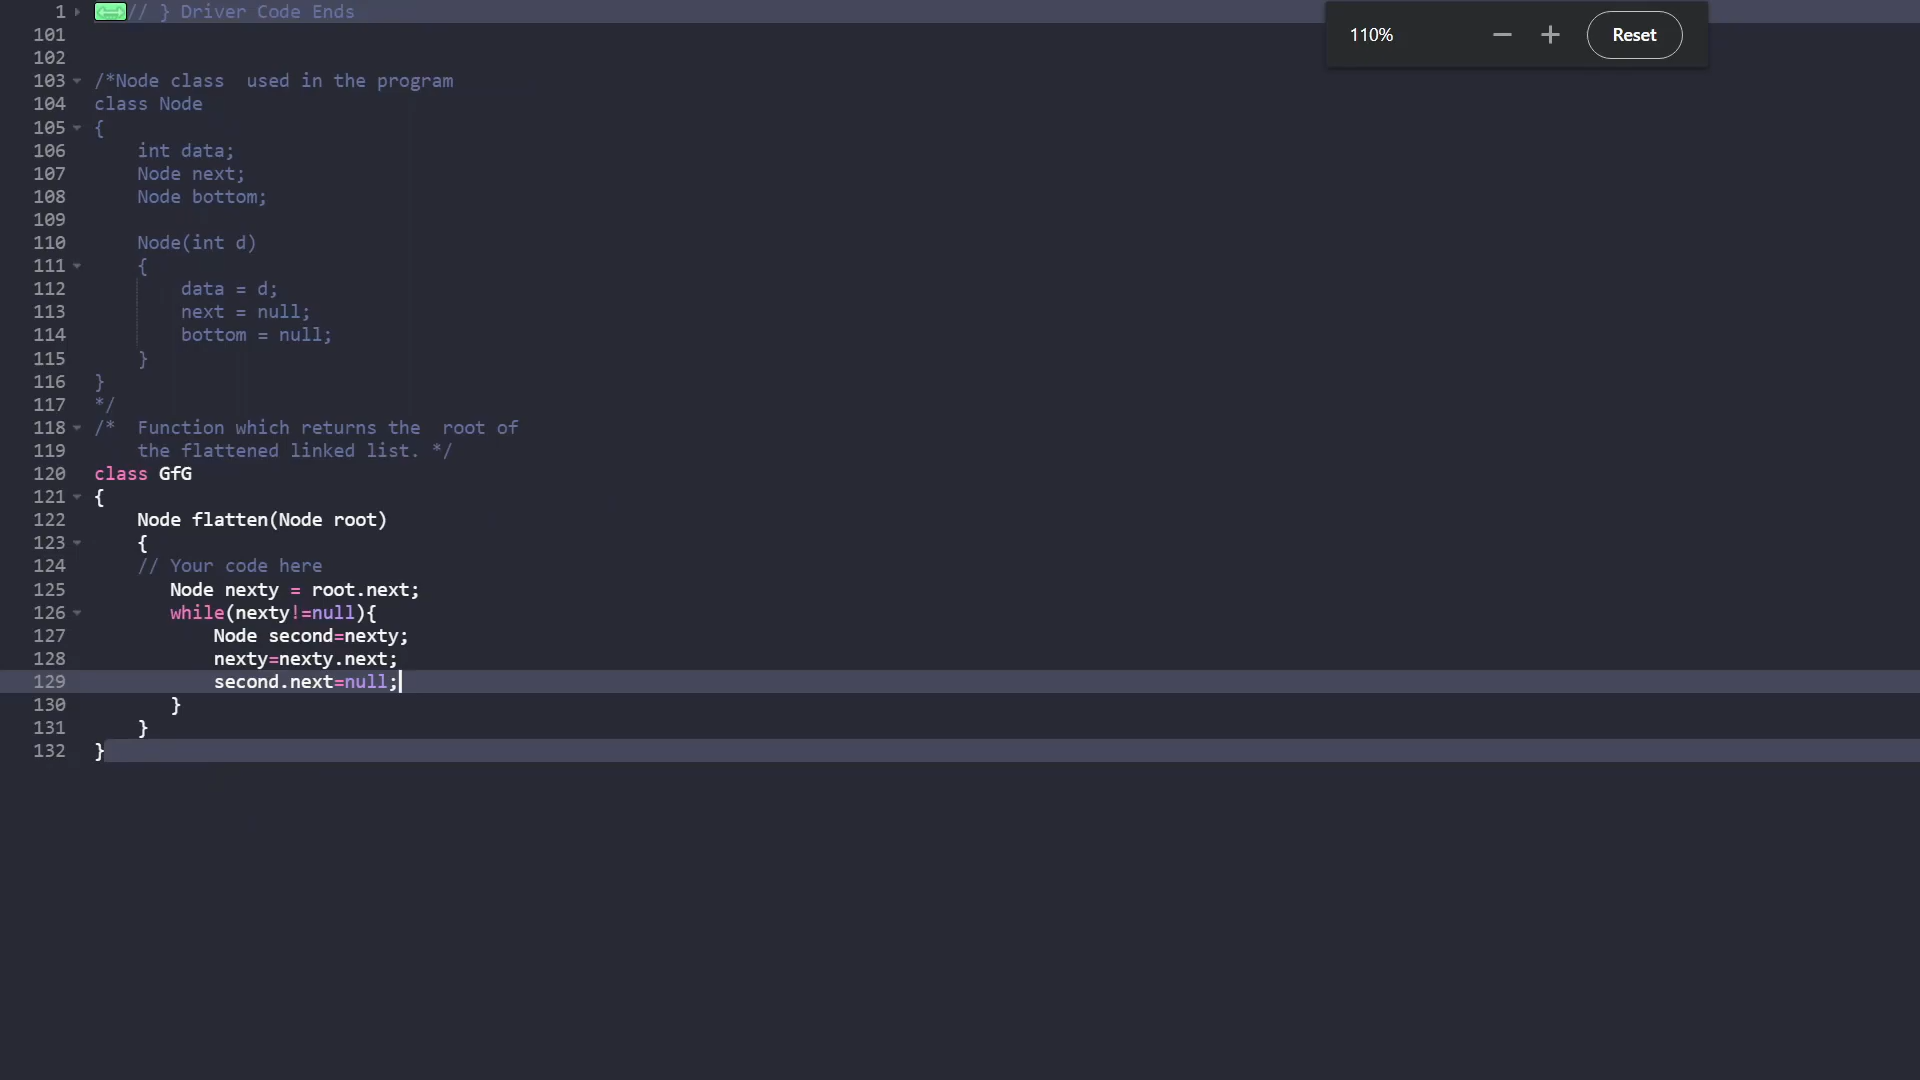 1 // } Driver Code Ends
110%
Reset
101
102
103 /*Node class  used in the program
104 class Node
105 {
106     int data;
107     Node next;
108     Node bottom;
109
110     Node(int d)
111     {
112         data = d;
113         next = null;
114         bottom = null;
115     }
116 }
117 */
118 /*  Function which returns the  root of
119     the flattened linked list. */
120 class GfG
121 {
122     Node flatten(Node root)
123     {
124     // Your code here
125        Node nexty = root.next;
126        while(nexty!=null){
127            Node second=nexty;
128            nexty=nexty.next;
129            second.next=null;
130        }
131     }
132 }